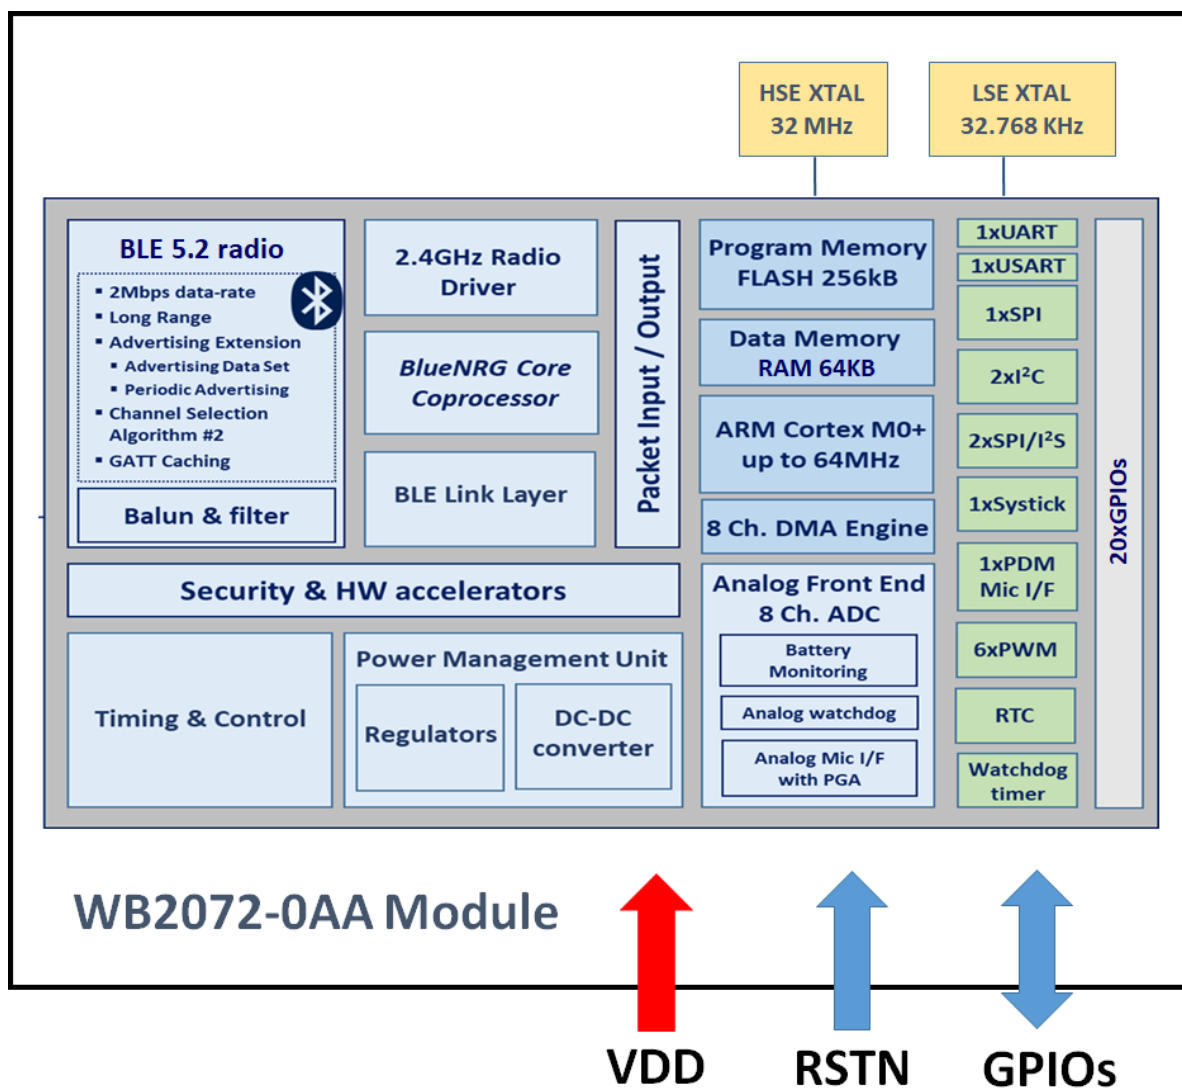 HSE XTAL
32 MHz
LSE XTAL
32.768 KHz
BLE 5.2 radio
▪ 2Mbps data-rate
▪ Long Range
▪ Advertising Extension
▪ Advertising Data Set
▪ Periodic Advertising
▪ Channel Selection
Algorithm #2
▪ GATT Caching
Balun & filter
2.4GHz Radio
Driver
BlueNRG Core
Coprocessor
BLE Link Layer
Packet Input / Output
Security & HW accelerators
Timing & Control
Power Management Unit
Regulators
DC-DC
converter
Program Memory
FLASH 256kB
Data Memory
RAM 64KB
ARM Cortex M0+
up to 64MHz
8 Ch. DMA Engine
Analog Front End
8 Ch. ADC
Battery
Monitoring
Analog watchdog
Analog Mic I/F
with PGA
1xUART
1xUSART
1xSPI
2xI²C
2xSPI/I²S
1xSystick
1xPDM
Mic I/F
6xPWM
RTC
Watchdog
timer
20xGPIOs
WB2072-0AA Module
VDD
RSTN
GPIOs